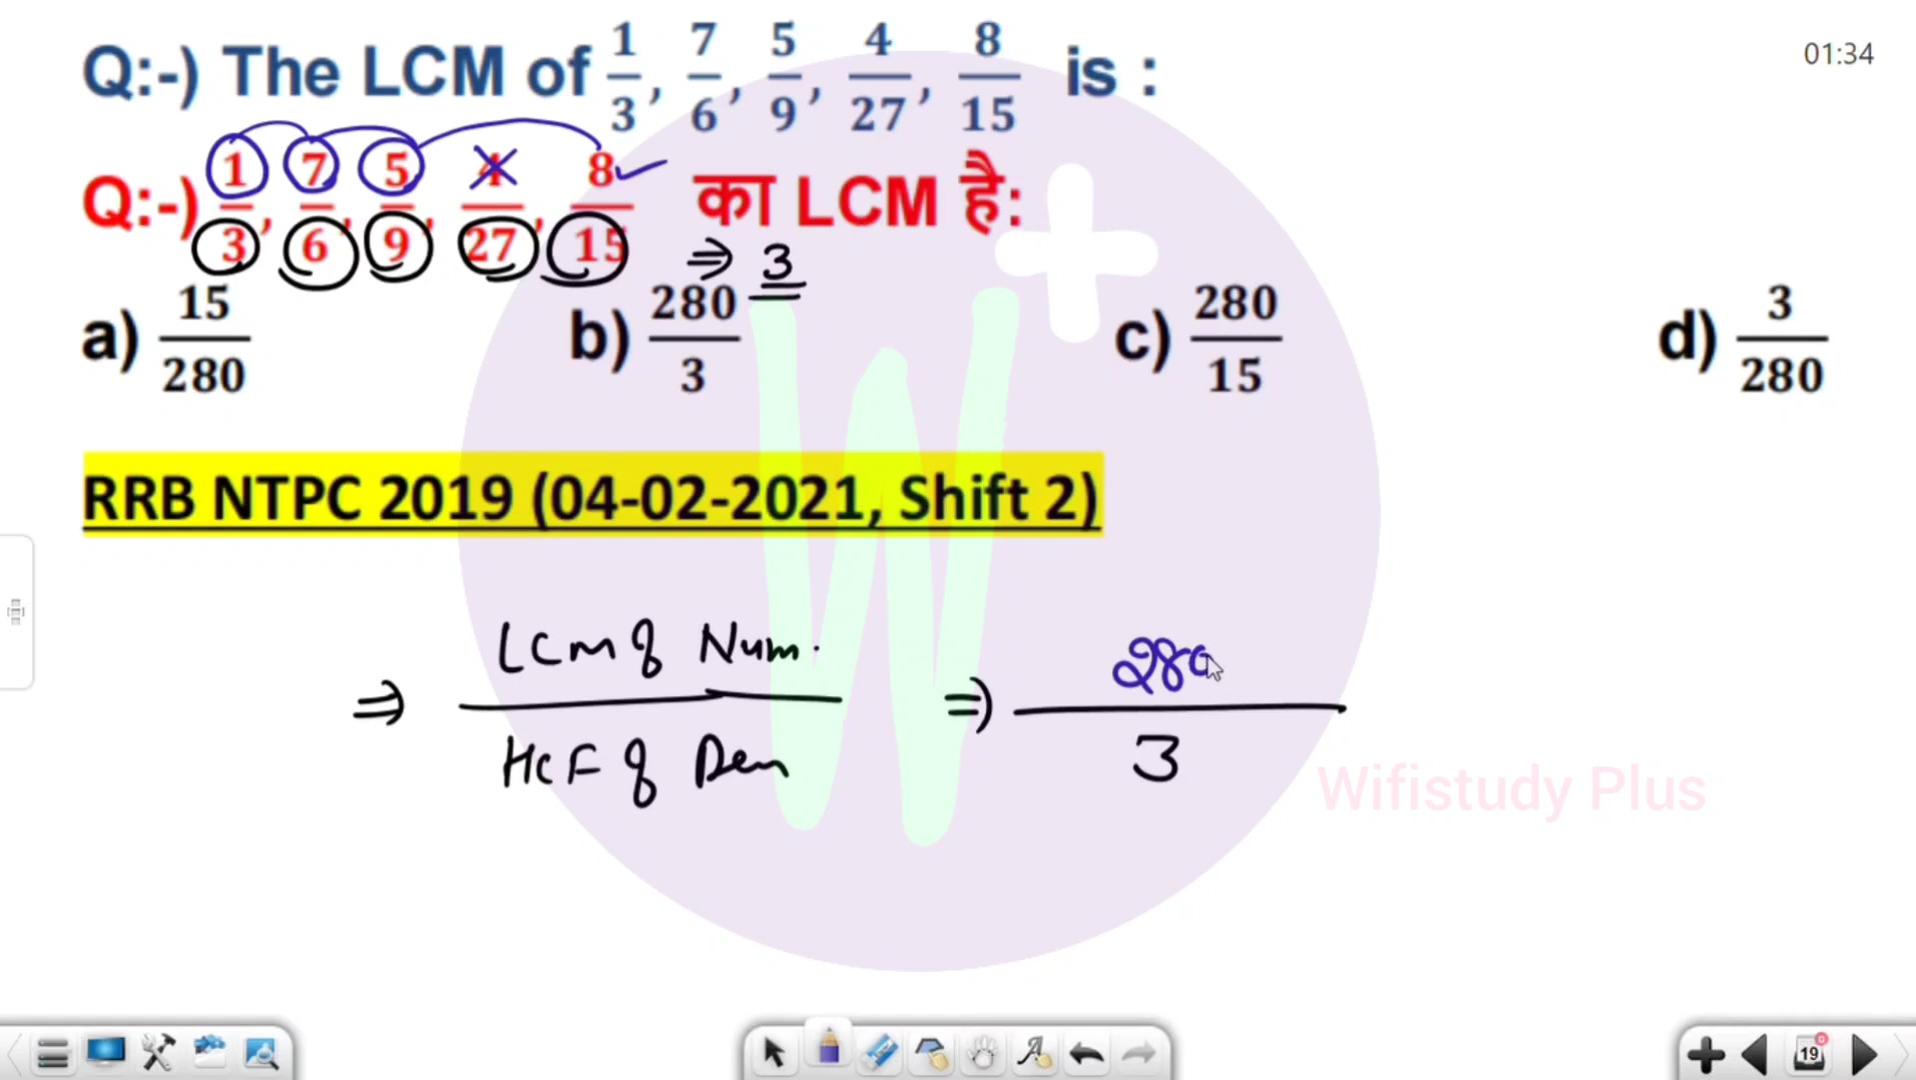 Q:-) The LCM of 1/3, 7/6, 5/9, 4/27, 8/15 is :
01:34
Q:-) 1/3, 7/6, 5/9, 4/27, 8/15 का LCM है:
⇒ 3
a) 15/280 b) 280/3 c) 280/15 d) 3/280
RRB NTPC 2019 (04-02-2021, Shift 2)
⇒ LCM of Num. / HCF of Den ⇒ 280/3
Wifistudy Plus
19